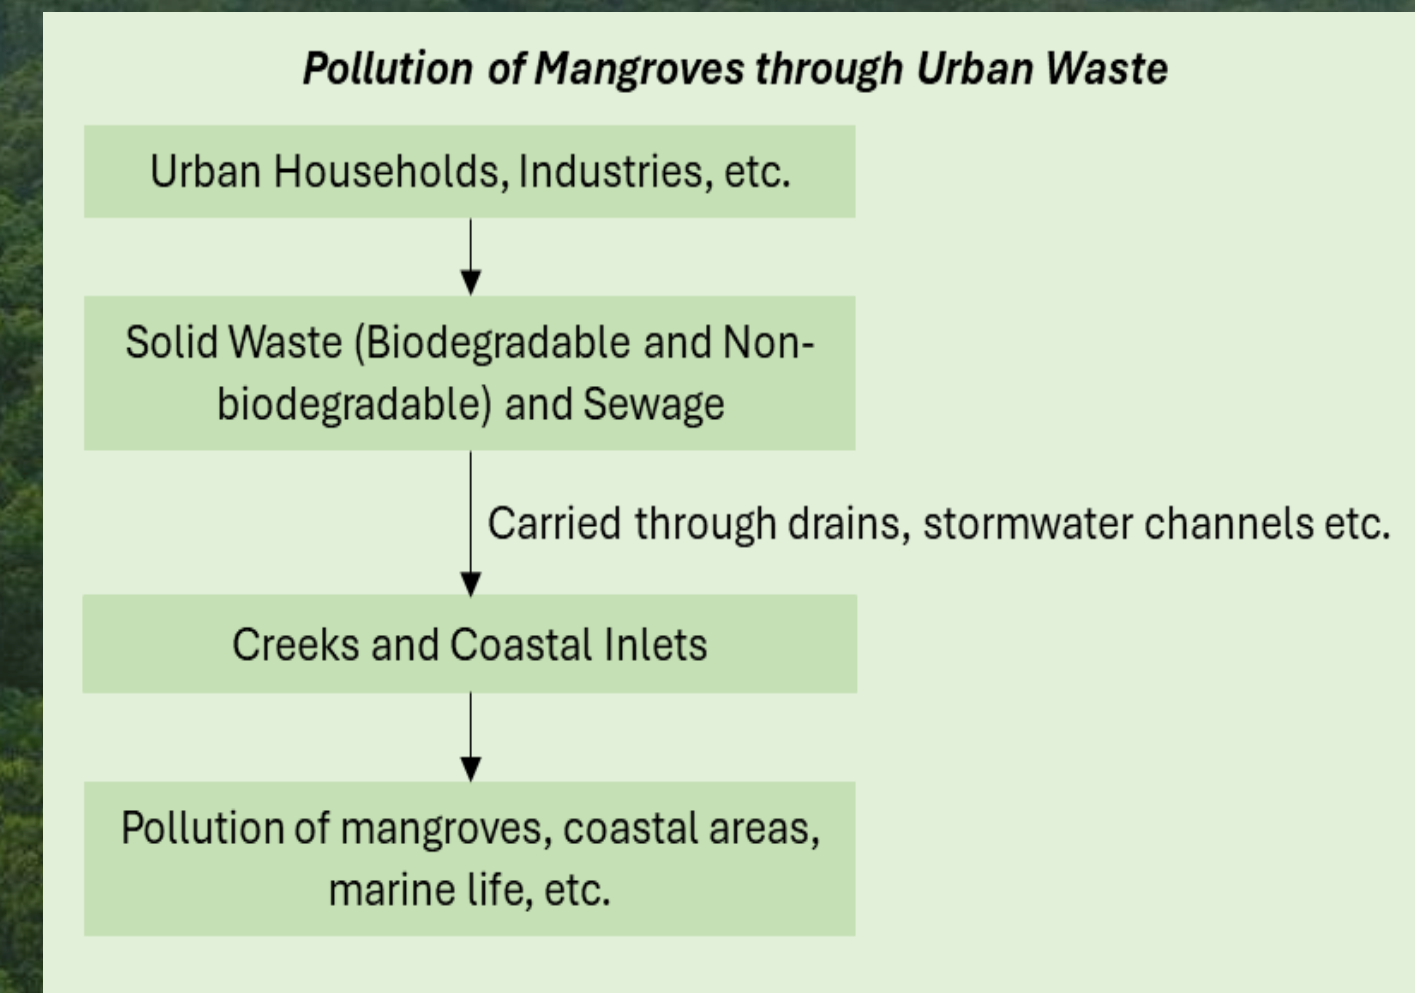 Pollution of Mangroves through Urban Waste
Urban Households, Industries, etc.
Solid Waste (Biodegradable and Non-
biodegradable) and Sewage
Carried through drains, stormwater channels etc.
Creeks and Coastal Inlets
Pollution of mangroves, coastal areas,
marine life, etc.